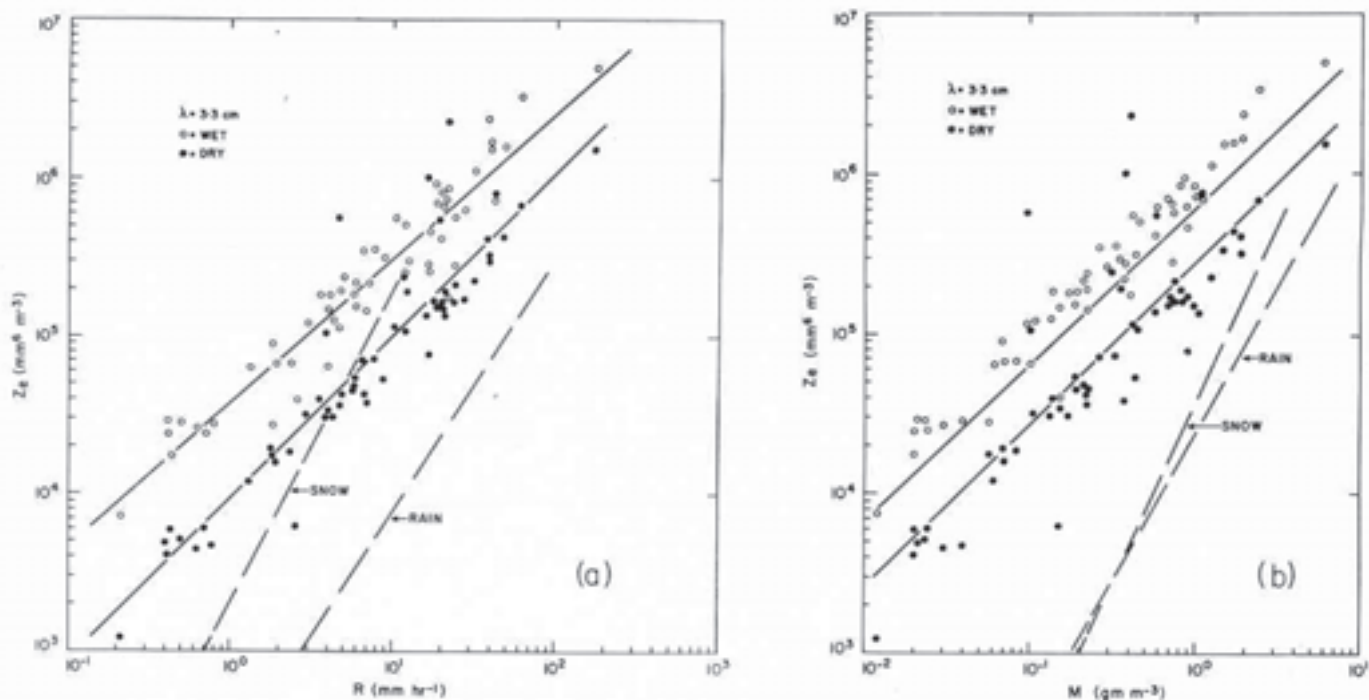 10⁷
10⁶
10⁵
10⁴
10³
Zₑ (mm⁶ m⁻³)
λ = 3·3 cm
○ = WET
● = DRY
SNOW
RAIN
(a)
10⁻¹ 10⁰ 10¹ 10² 10³
R (mm hr⁻¹)
10⁷
10⁶
10⁵
10⁴
10³
Zₑ (mm⁶ m⁻³)
λ = 3·3 cm
○ = WET
● = DRY
RAIN
SNOW
(b)
10⁻² 10⁻¹ 10⁰ 10¹
M (gm m⁻³)